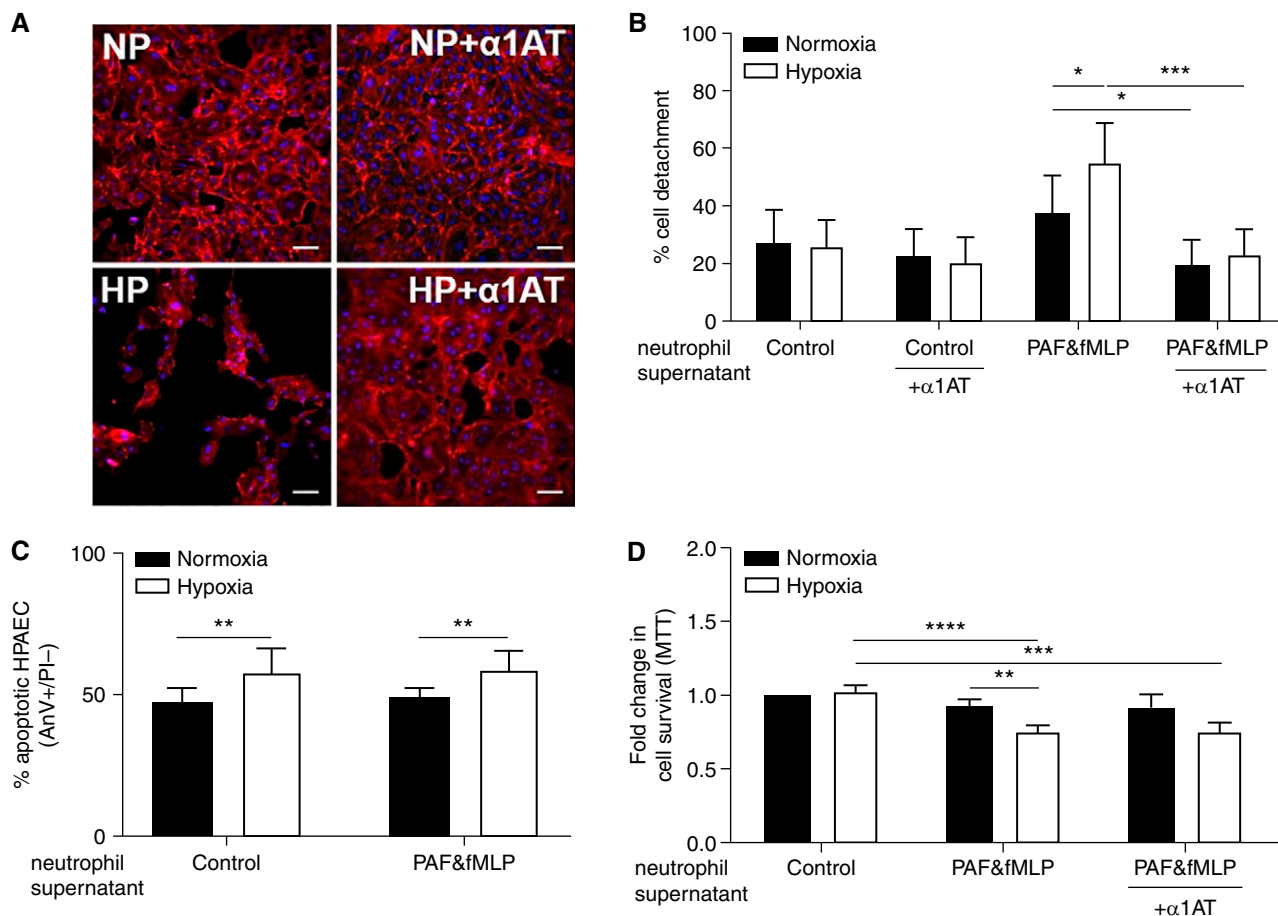 A
NP
NP+α1AT
HP
HP+α1AT
B
100
80
60
40
20
0
% cell detachment
Normoxia
Hypoxia
*
***
*
neutrophil
supernatant
Control
Control
+α1AT
PAF&fMLP
PAF&fMLP
+α1AT
C
100
50
0
% apoptotic HPAEC
(AnV+/PI–)
Normoxia
Hypoxia
**
**
neutrophil
supernatant
Control
PAF&fMLP
D
2.0
1.5
1.0
0.5
0.0
Fold change in
cell survival (MTT)
Normoxia
Hypoxia
****
***
**
neutrophil
supernatant
Control
PAF&fMLP
PAF&fMLP
+α1AT